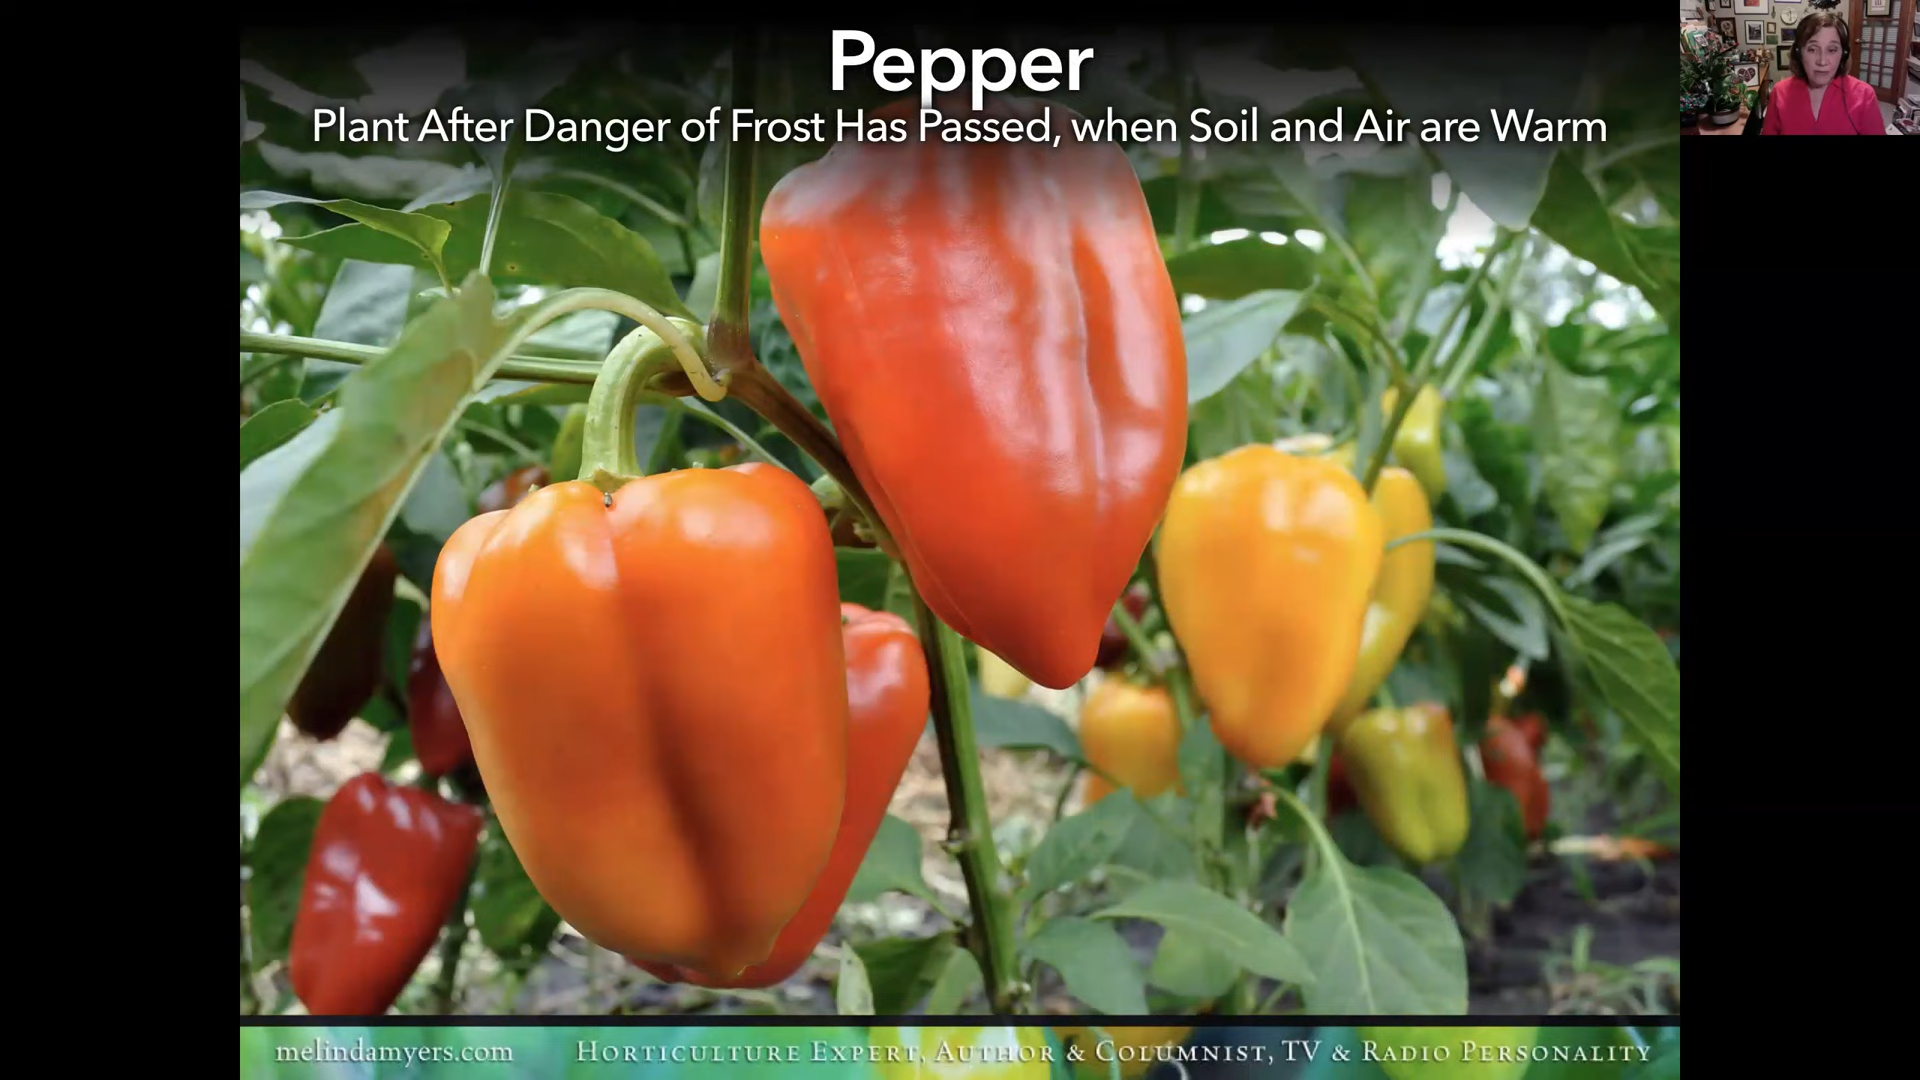 Pepper
Plant After Danger of Frost Has Passed, when Soil and Air are Warm
melindamyers.com Horticulture Expert, Author & Columnist, TV & Radio Personality